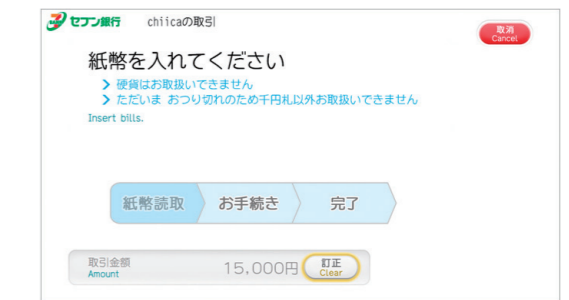 セブン銀行 chiicaの取引
取消
Cancel
紙幣を入れてください
> 硬貨はお取扱いできません
> ただいま おつり切れのため千円札以外お取扱いできません
Insert bills.
紙幣読取 お手続き 完了
取引金額 15,000円 訂正
Amount Clear